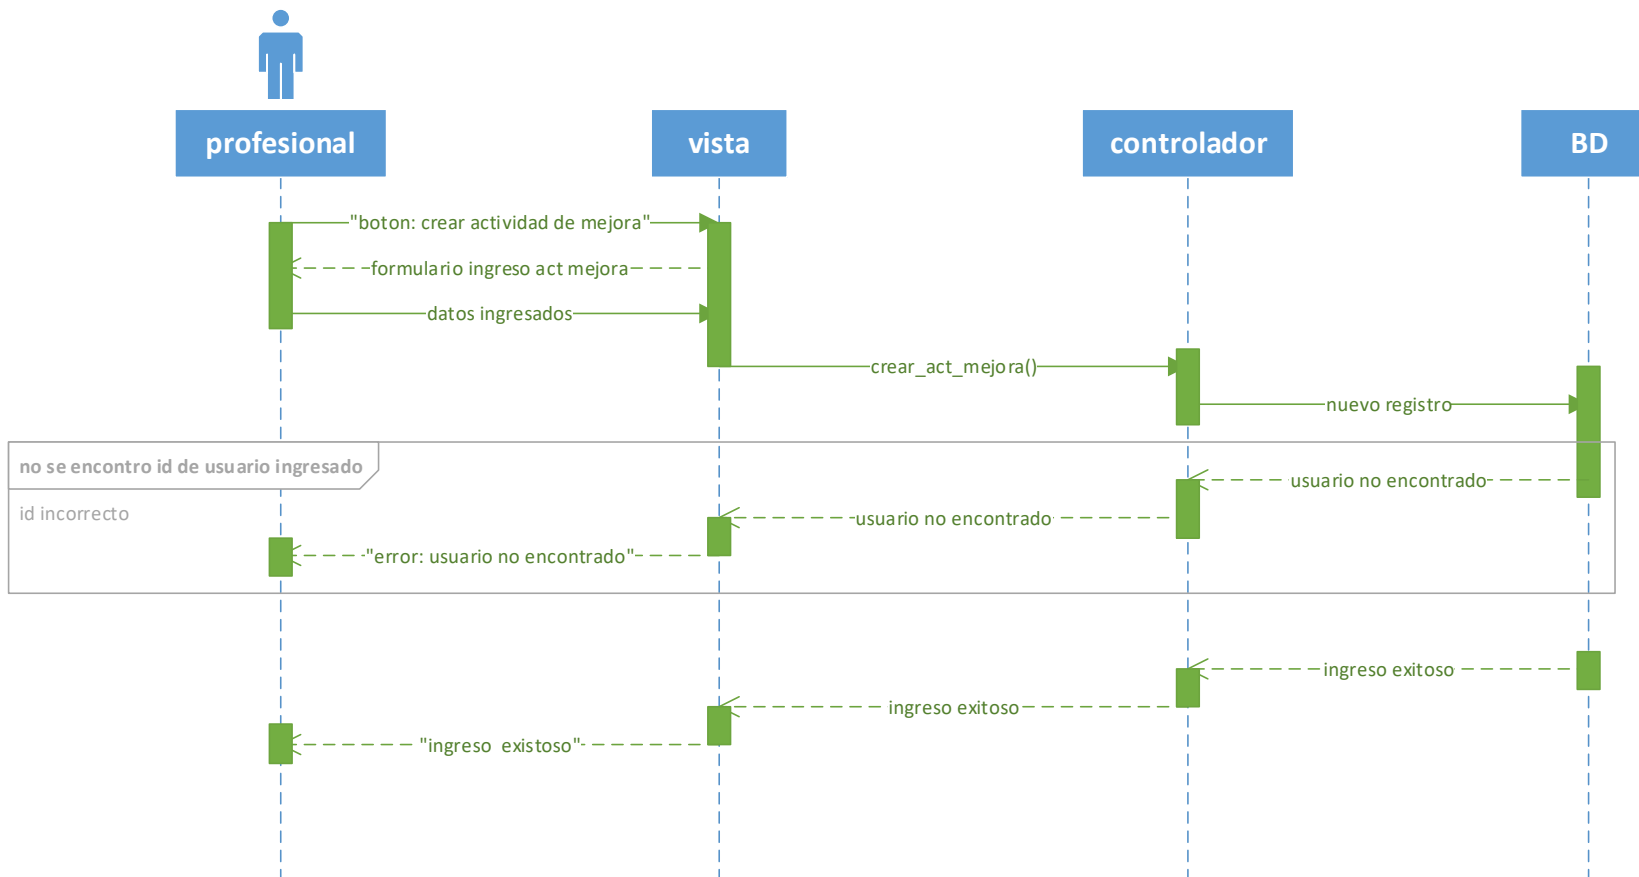 profesional
vista
controlador
BD
"boton: crear actividad de mejora"
formulario ingreso act mejora
datos ingresados
crear_act_mejora()
nuevo registro
no se encontro id de usuario ingresado
usuario no encontrado
id incorrecto
usuario no encontrado
"error: usuario no encontrado"
ingreso exitoso
ingreso exitoso
"ingreso existoso"